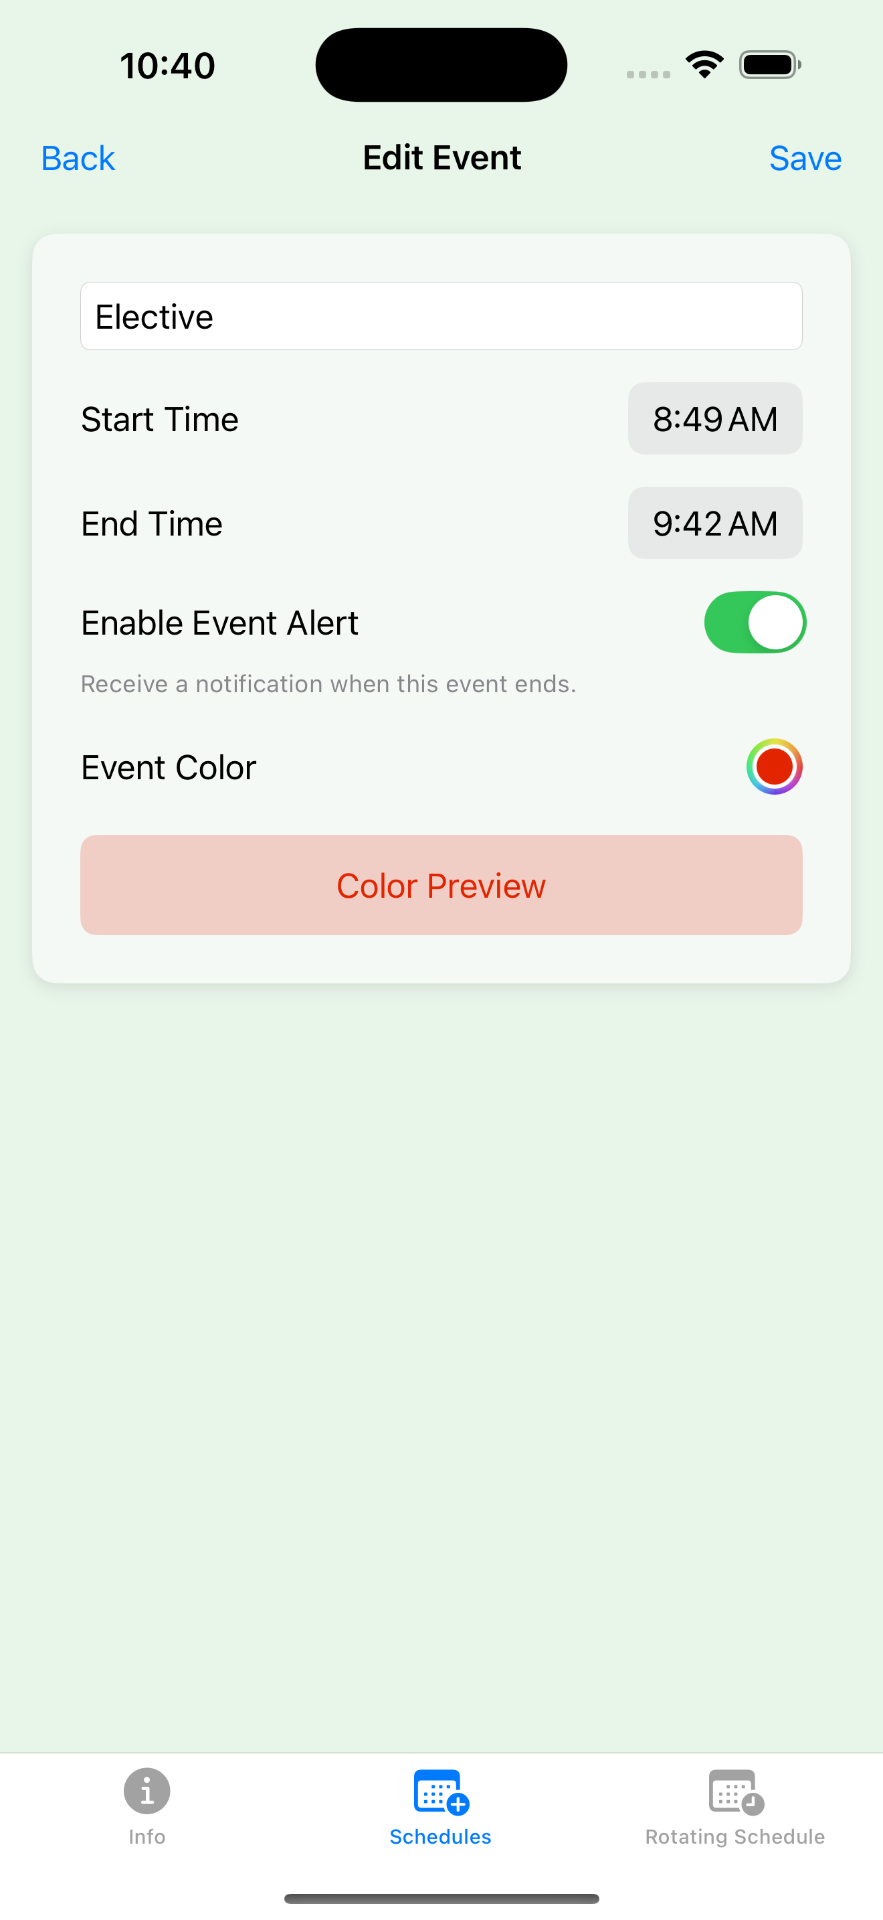 10:40
Back
Edit Event
Save
Elective
Start Time
8:49 AM
End Time
9:42 AM
Enable Event Alert
Receive a notification when this event ends.
Event Color
Color Preview
Info
Schedules
Rotating Schedule